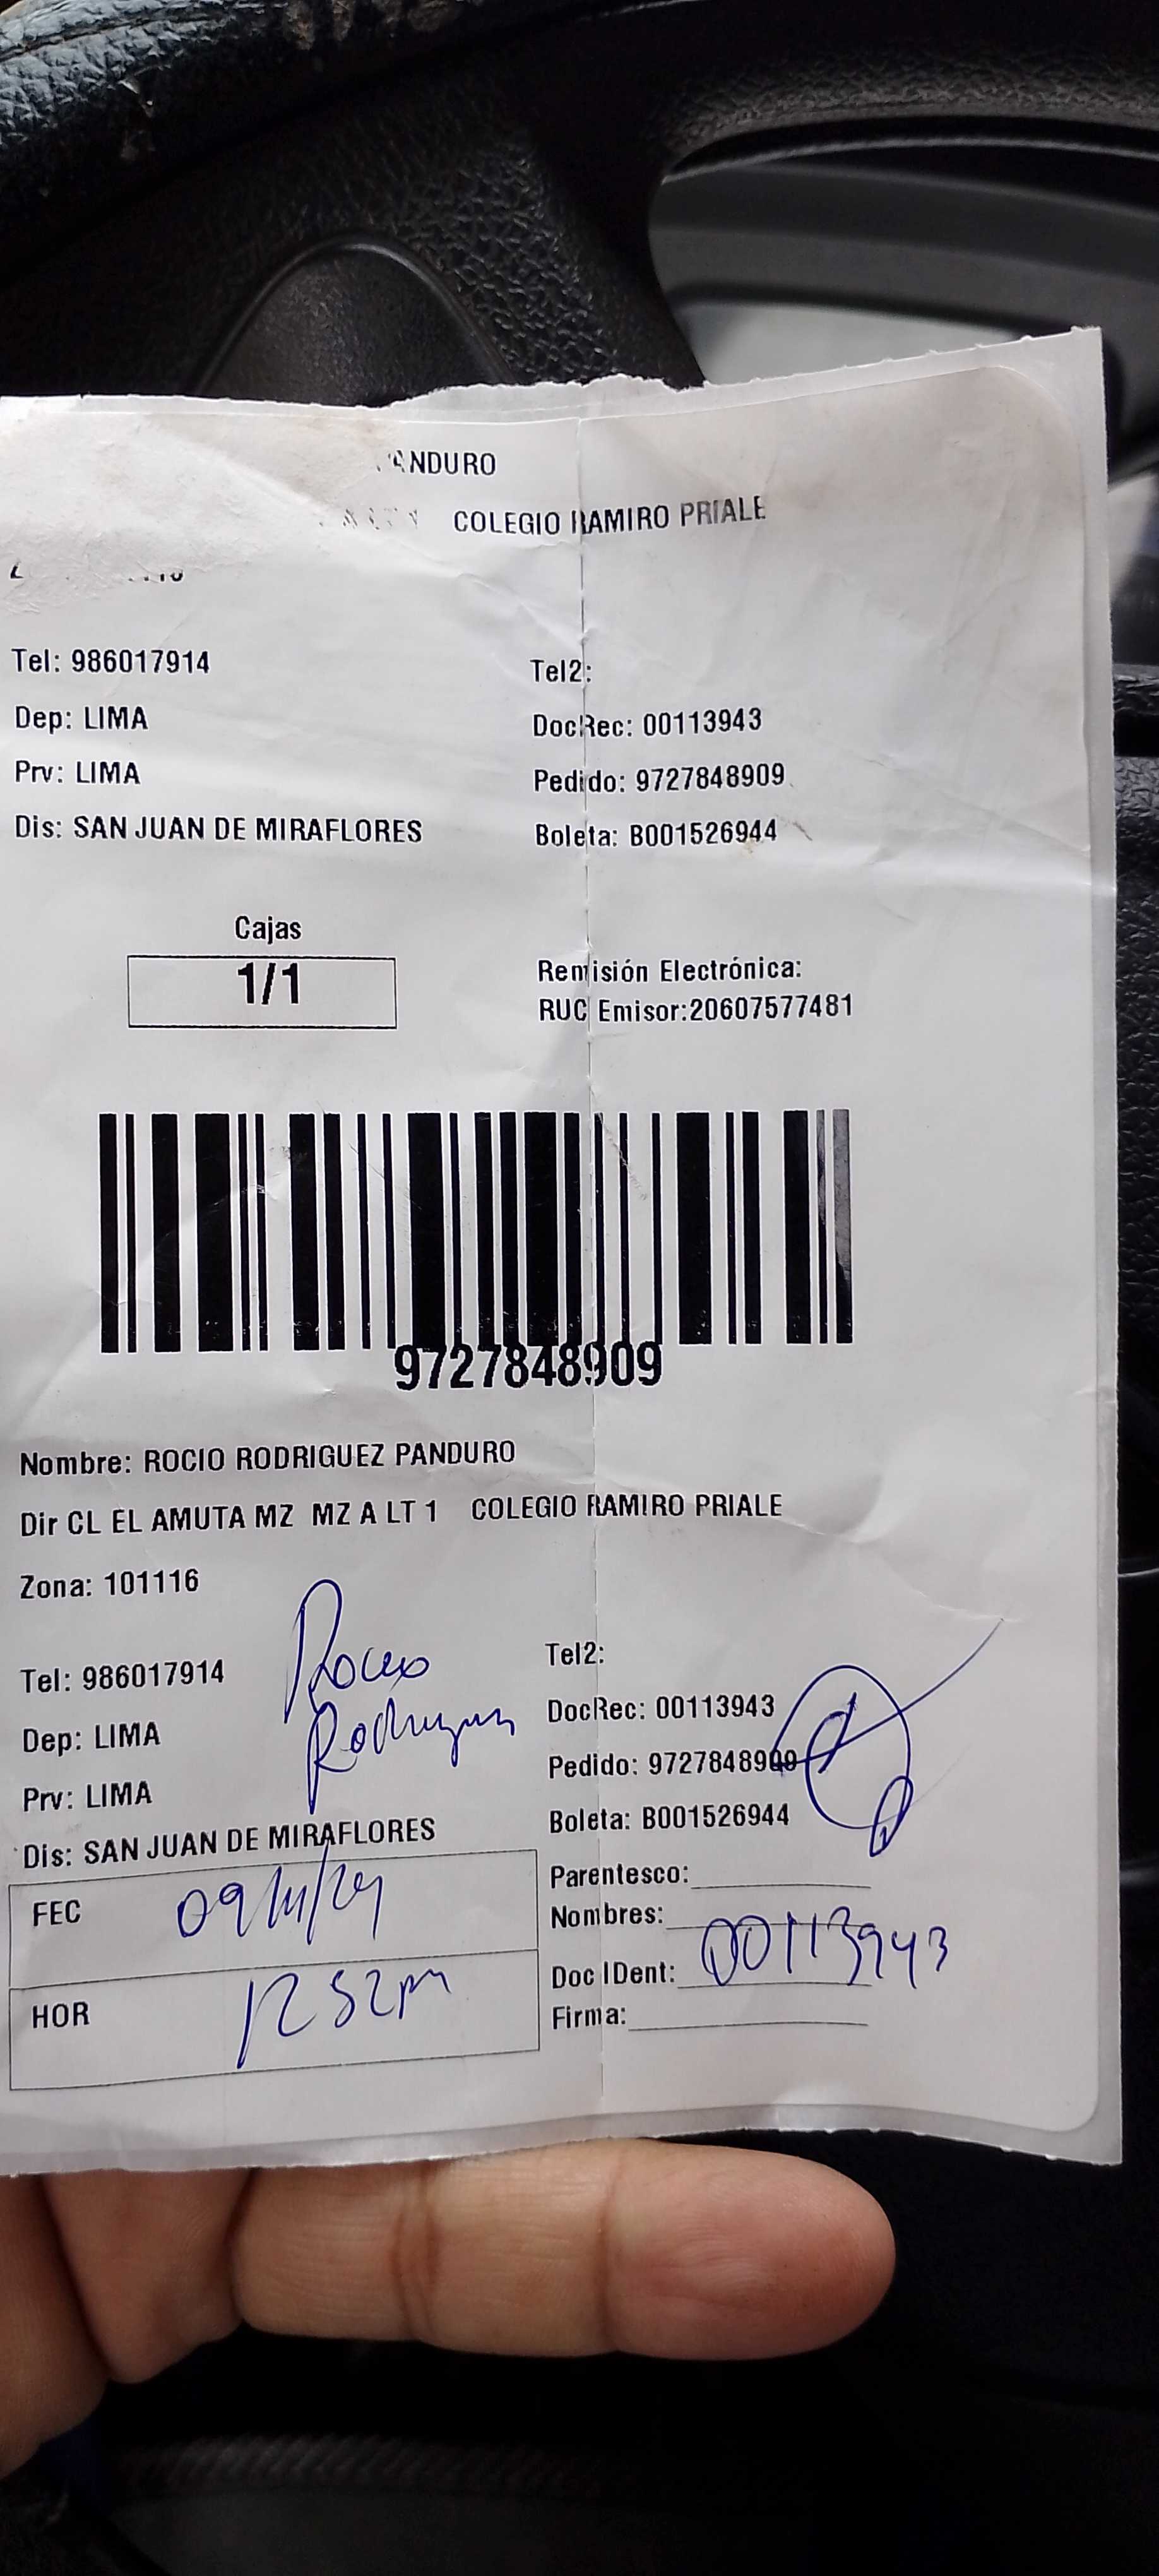 ANDURO
COLEGIO RAMIRO PRIALE
Tel: 986017914 Tel2:
Dep: LIMA DocRec: 00113943
Prv: LIMA Pedido: 9727848909
Dis: SAN JUAN DE MIRAFLORES Boleta: B001526944
Cajas
1/1
Remisión Electrónica:
RUC Emisor:20607577481
9727848909
Nombre: ROCIO RODRIGUEZ PANDURO
Dir CL EL AMUTA MZ MZ A LT 1 COLEGIO RAMIRO PRIALE
Zona: 101116
Rocio
Rodriguez
Tel: 986017914 Tel2:
Dep: LIMA DocRec: 00113943
Prv: LIMA Pedido: 9727848909
Dis: SAN JUAN DE MIRAFLORES Boleta: B001526944
FEC Parentesco:
Nombres:
HOR 12 52pm Doc IDent: 00113943
Firma: